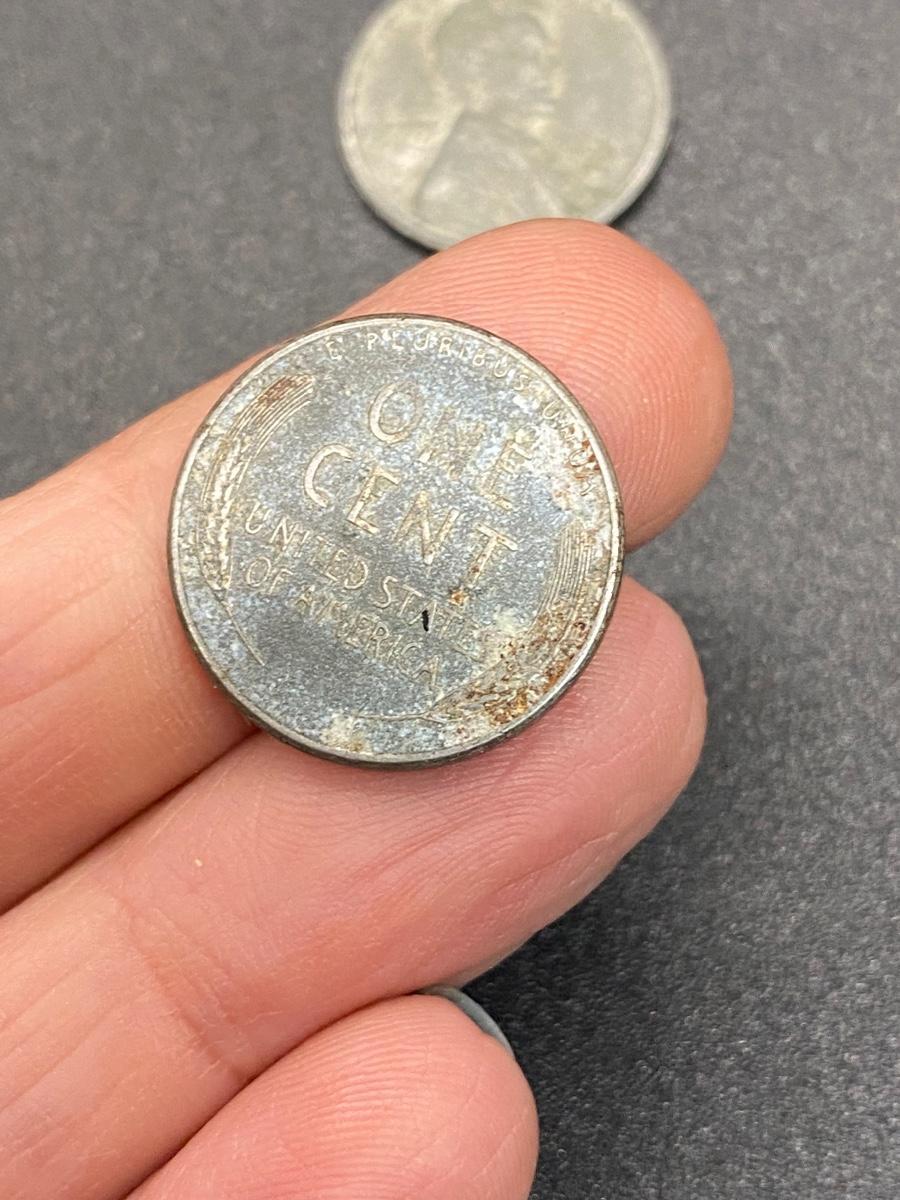 E PLURIBUS UNUM
ONE
CENT
UNITED STATES
OF AMERICA